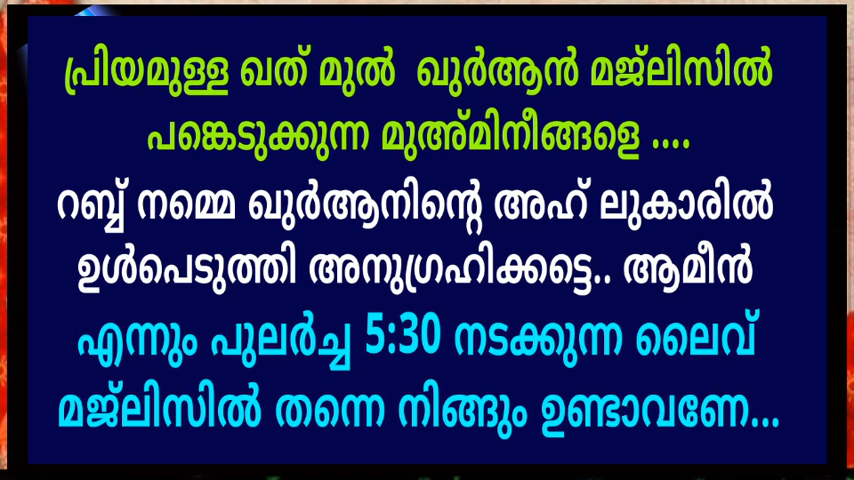 പ്രിയമുള്ള ഖത് മുൽ ഖുർആൻ മജ്ലിസിൽ
പങ്കെടുക്കുന്ന മുഅ്മിനീങ്ങളെ ....
റബ്ബ് നമ്മെ ഖുർആനിന്റെ അഹ് ലുകാരിൽ
ഉൾപെടുത്തി അനുഗ്രഹിക്കട്ടെ.. ആമീൻ
എന്നും പുലർച്ച 5:30 നടക്കുന്ന ലൈവ്
മജ്ലിസിൽ തന്നെ നിങ്ങും ഉണ്ടാവണേ...